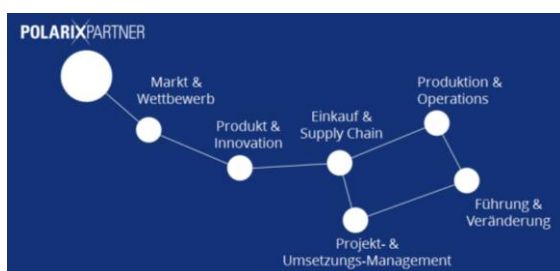 POLARIXPARTNER
Markt &
Wettbewerb
Produkt &
Innovation
Einkauf &
Supply Chain
Produktion &
Operations
Führung &
Veränderung
Projekt- &
Umsetzungs-Management